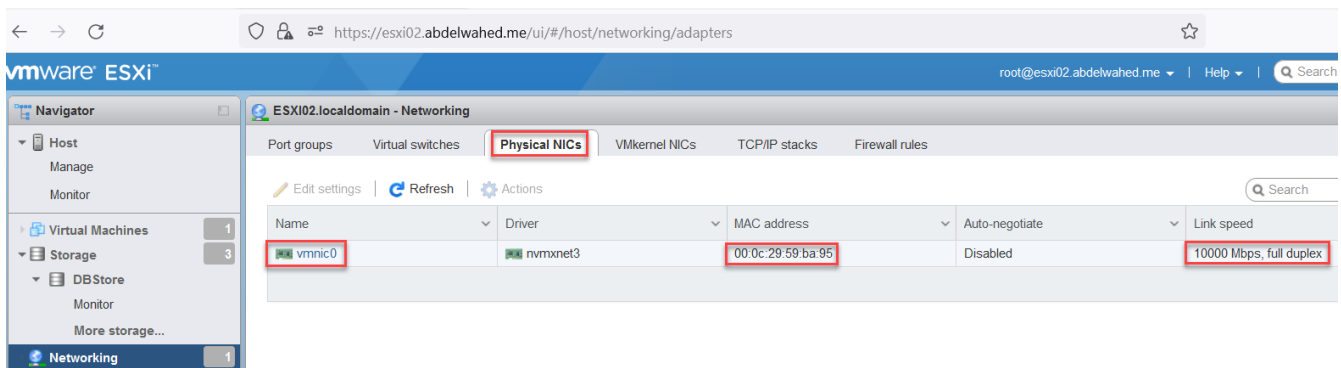 https://esxi02.abdelwahed.me/ui/#/host/networking/adapters
vmware® ESXi™
root@esxi02.abdelwahed.me | Help | Search
Navigator
ESXI02.localdomain - Networking
Host
Manage
Monitor
Virtual Machines 1
Storage 3
DBStore
Monitor
More storage...
Networking 1
Port groups Virtual switches Physical NICs VMkernel NICs TCP/IP stacks Firewall rules
Edit settings | Refresh | Actions Search
Name Driver MAC address Auto-negotiate Link speed
vmnic0 nvmxnet3 00:0c:29:59:ba:95 Disabled 10000 Mbps, full duplex